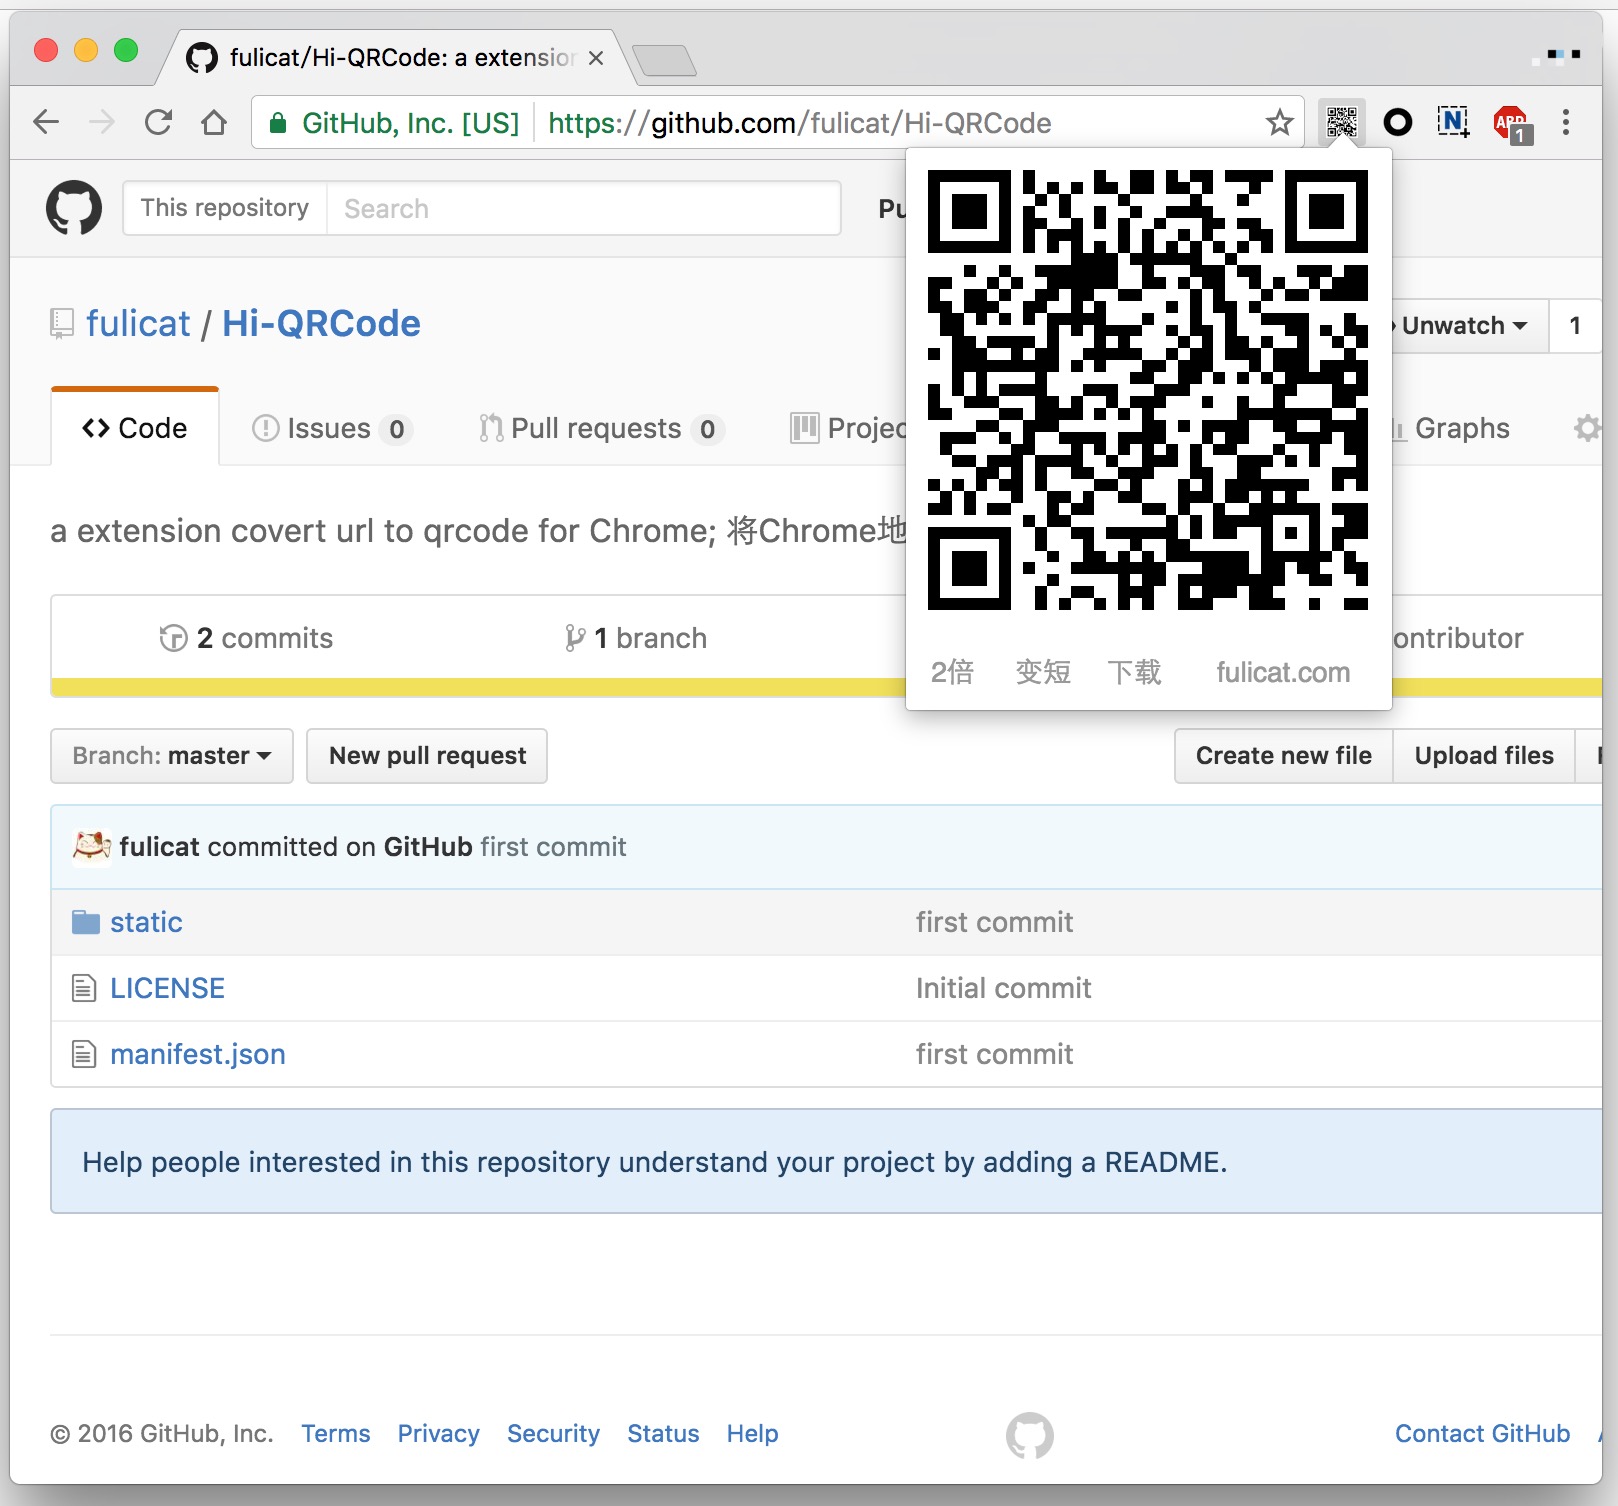 fulicat/Hi-QRCode: a extension
GitHub, Inc. [US] https://github.com/fulicat/Hi-QRCode
ABP 1
This repository Search
fulicat / Hi-QRCode
Unwatch 1
Code Issues 0 Pull requests 0 Graphs
a extension covert url to qrcode for Chrome; 将Chrome地
2 commits 1 branch
2倍 变短 下载 fulicat.com
Branch: master New pull request Create new file Upload files
fulicat committed on GitHub first commit
static first commit
LICENSE Initial commit
manifest.json first commit
Help people interested in this repository understand your project by adding a README.
© 2016 GitHub, Inc. Terms Privacy Security Status Help Contact GitHub